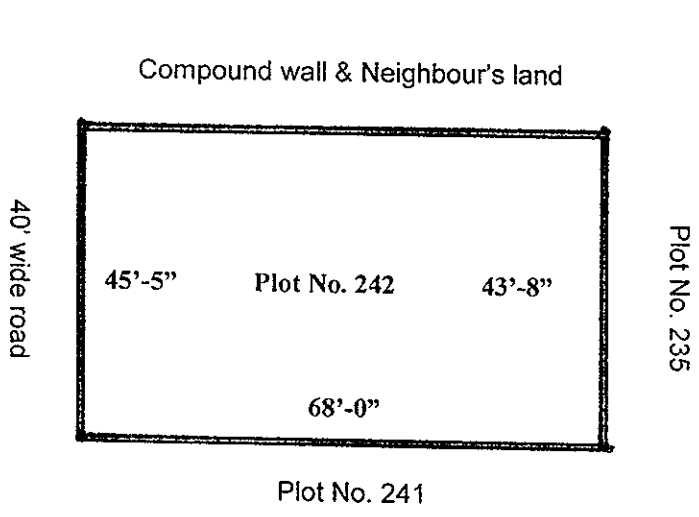 Compound wall & Neighbour's land
40' wide road
45'-5” Plot No. 242 43'-8”
Plot No. 235
68'-0”
Plot No. 241